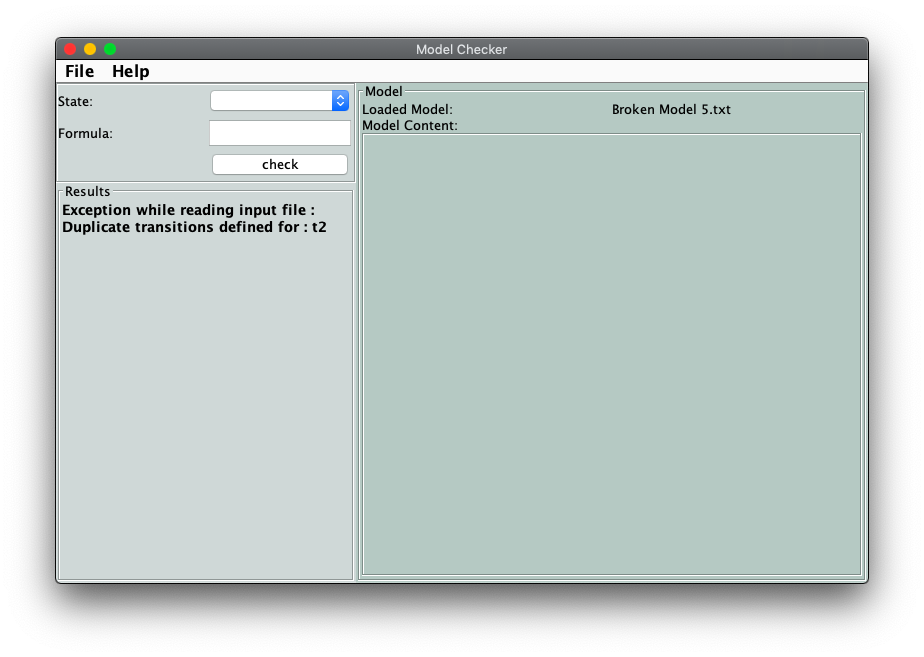 Model Checker
File Help
State:
Formula:
check
Results
Exception while reading input file :
Duplicate transitions defined for : t2
Model
Loaded Model: Broken Model 5.txt
Model Content: